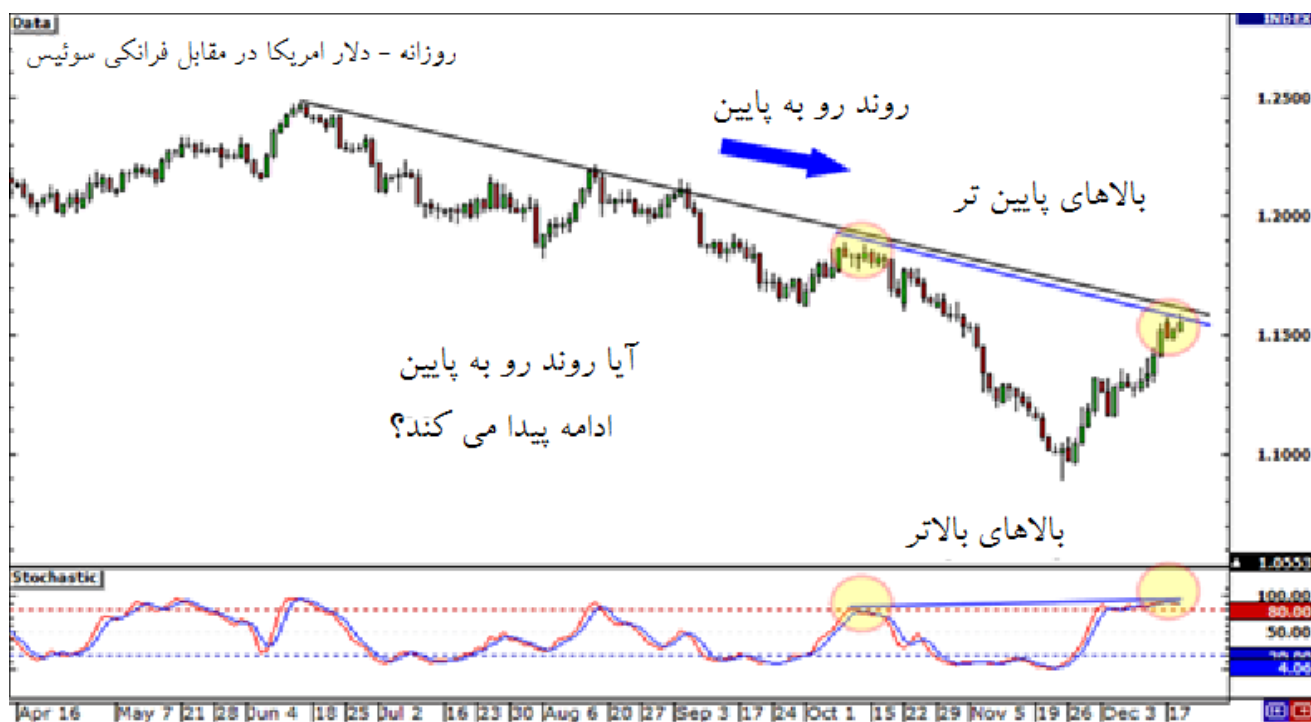 Data
INDEX
روزانه - دلار امریکا در مقابل فرانکی سوئیس
روند رو به پایین
بالاهای پایین تر
آیا روند رو به پایین
ادامه پیدا می کند؟
بالاهای بالاتر
1.2500
1.2000
1.1500
1.1000
1.0553
Stochastic
100.00
80.00
50.00
20.00
4.00
Apr 16 May 7 21 28 Jun 4 18 25 Jul 2 16 23 30 Aug 6 20 27 Sep 3 17 24 Oct 1 15 22 29 Nov 5 19 26 Dec 3 17